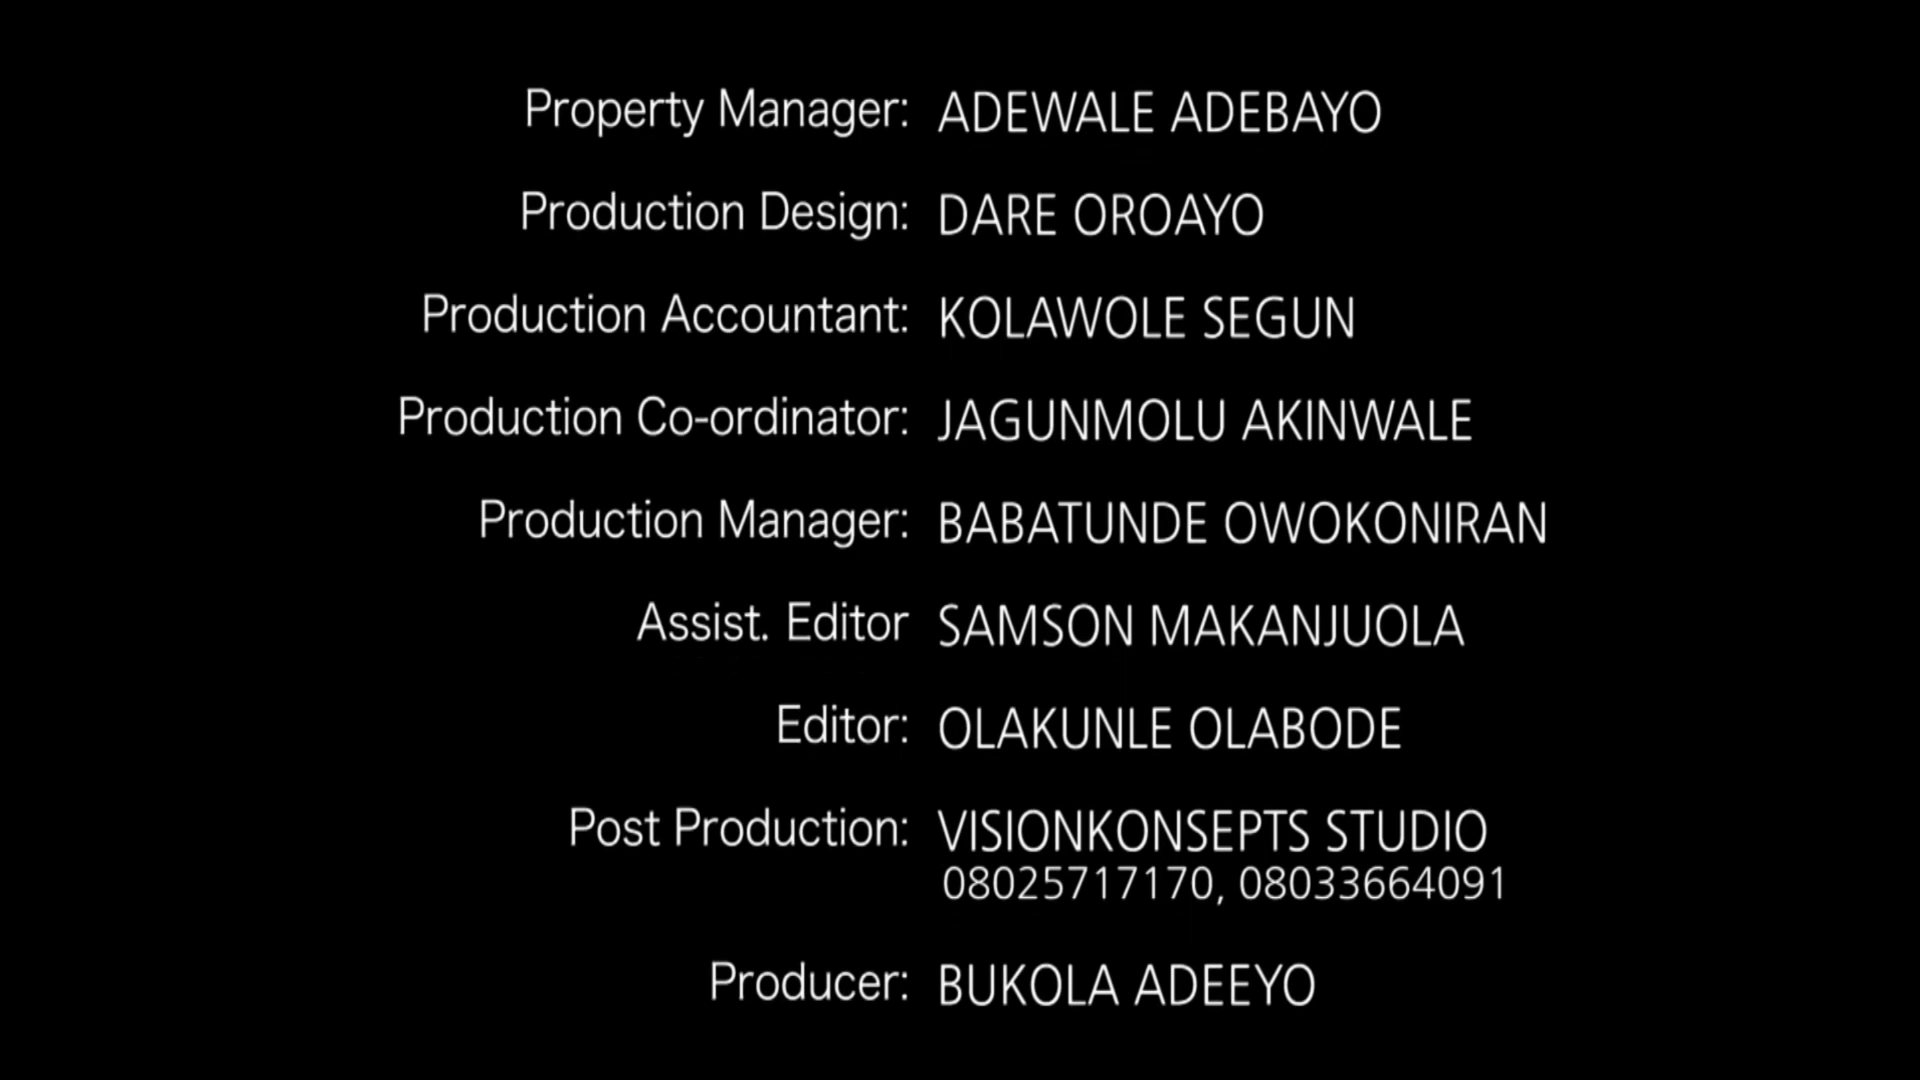 Property Manager: ADEWALE ADEBAYO
Production Design: DARE OROAYO
Production Accountant: KOLAWOLE SEGUN
Production Co-ordinator: JAGUNMOLU AKINWALE
Production Manager: BABATUNDE OWOKONIRAN
Assist. Editor SAMSON MAKANJUOLA
Editor: OLAKUNLE OLABODE
Post Production: VISIONKONSEPTS STUDIO
08025717170, 08033664091
Producer: BUKOLA ADEEYO